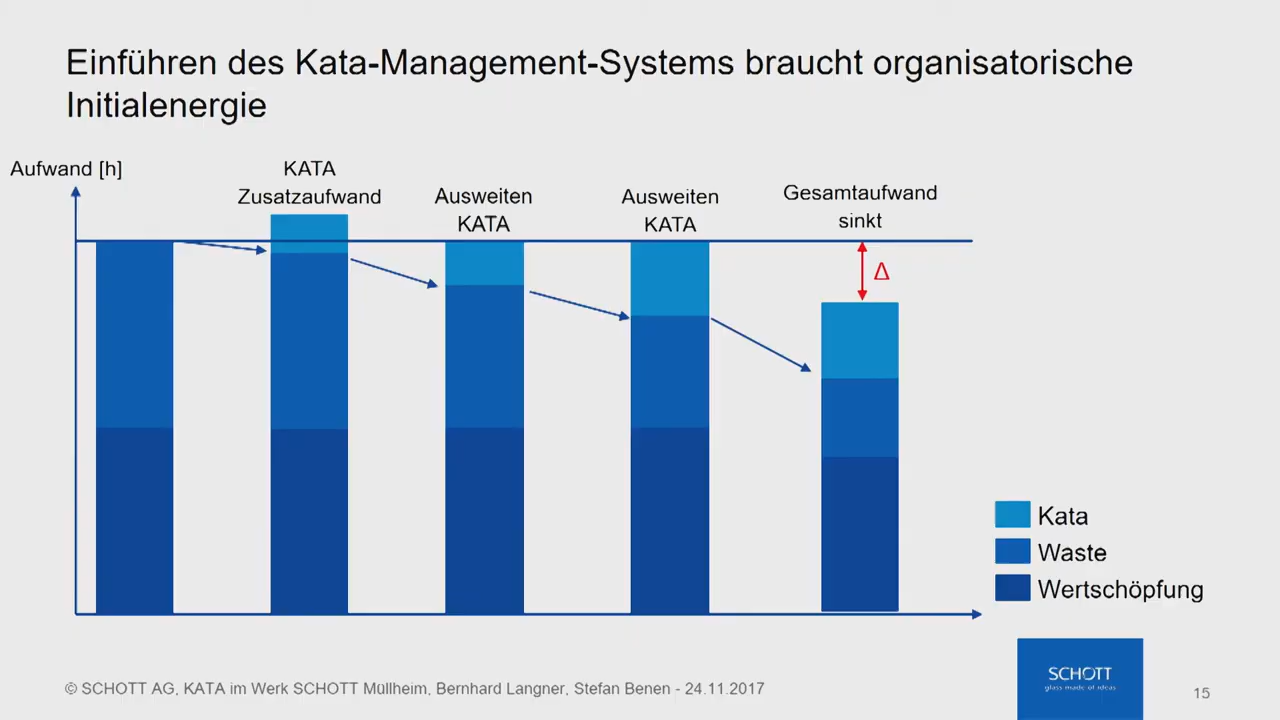 Einführen des Kata-Management-Systems braucht organisatorische
Initialenergie
Aufwand [h]
KATA
Zusatzaufwand
Ausweiten
KATA
Ausweiten
KATA
Gesamtaufwand
sinkt
Δ
Kata
Waste
Wertschöpfung
© SCHOTT AG, KATA im Werk SCHOTT Müllheim, Bernhard Langner, Stefan Benen - 24.11.2017
SCHOTT
glass made of ideas
15